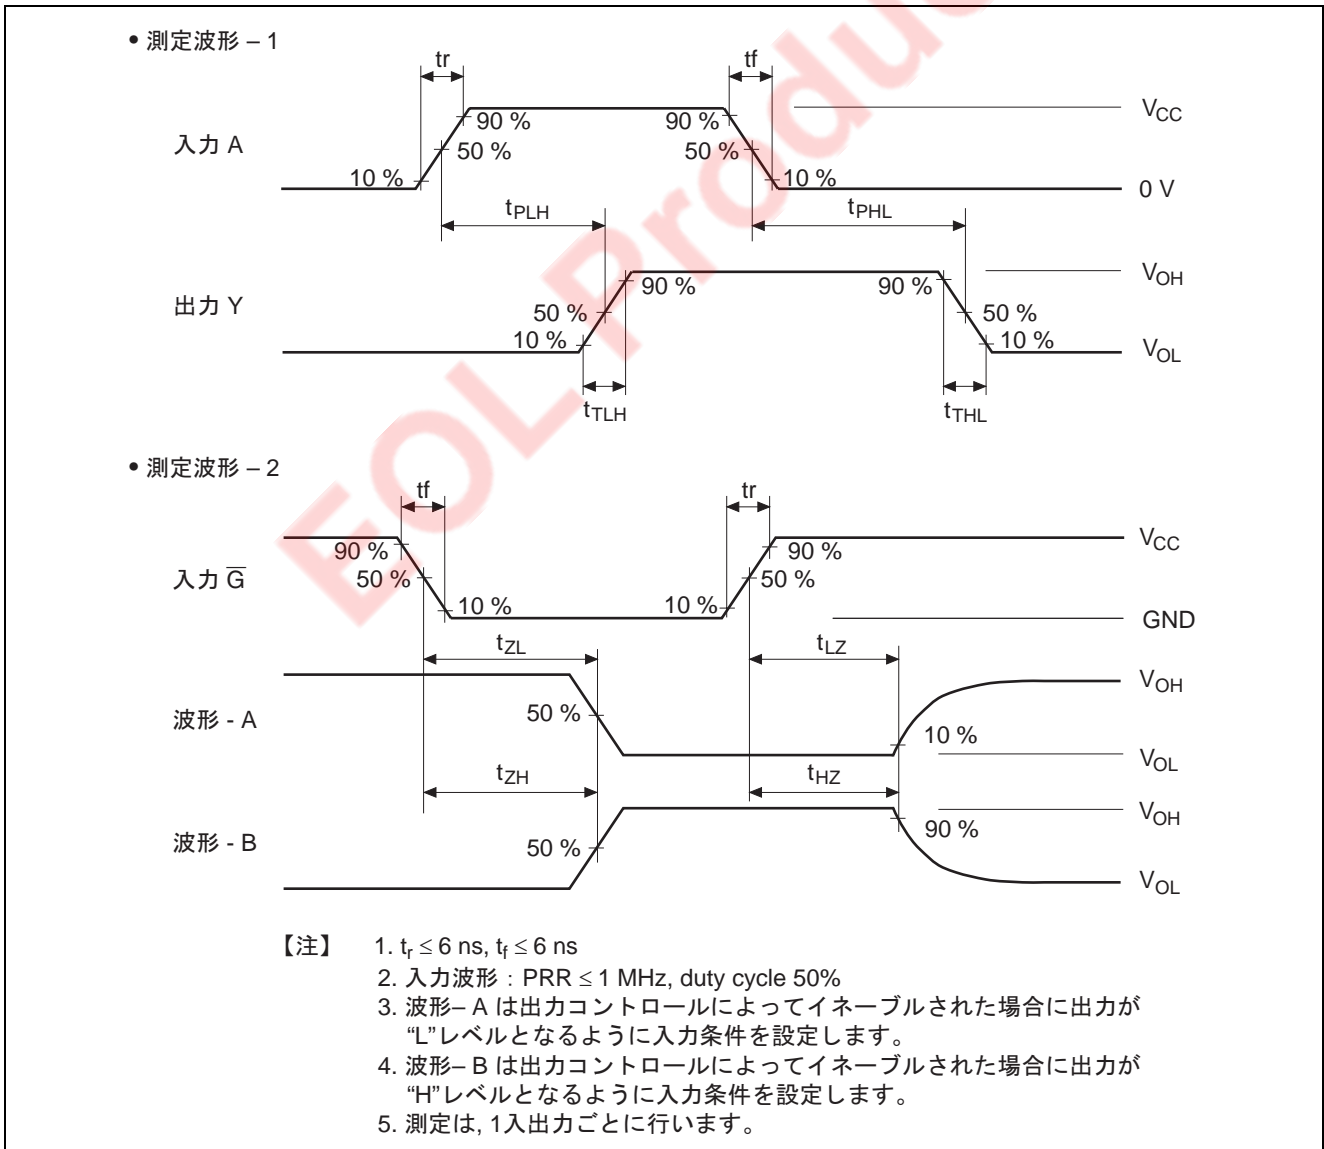 • 測定波形 – 1
tr
tf
入力 A
90 %
90 %
VCC
50 %
50 %
10 %
10 %
0 V
tPLH
tPHL
出力 Y
90 %
90 %
VOH
50 %
50 %
10 %
10 %
VOL
tTLH
tTHL
• 測定波形 – 2
tf
tr
入力 G̅
90 %
90 %
VCC
50 %
50 %
10 %
10 %
GND
tZL
tLZ
波形 - A
VOH
50 %
10 %
VOL
tZH
tHZ
波形 - B
VOH
90 %
50 %
VOL
【注】 1. tr ≤ 6 ns, tf ≤ 6 ns
2. 入力波形：PRR ≤ 1 MHz, duty cycle 50%
3. 波形– A は出力コントロールによってイネーブルされた場合に出力が
“L”レベルとなるように入力条件を設定します。
4. 波形– B は出力コントロールによってイネーブルされた場合に出力が
“H”レベルとなるように入力条件を設定します。
5. 測定は, 1入出力ごとに行います。
EOL Produc